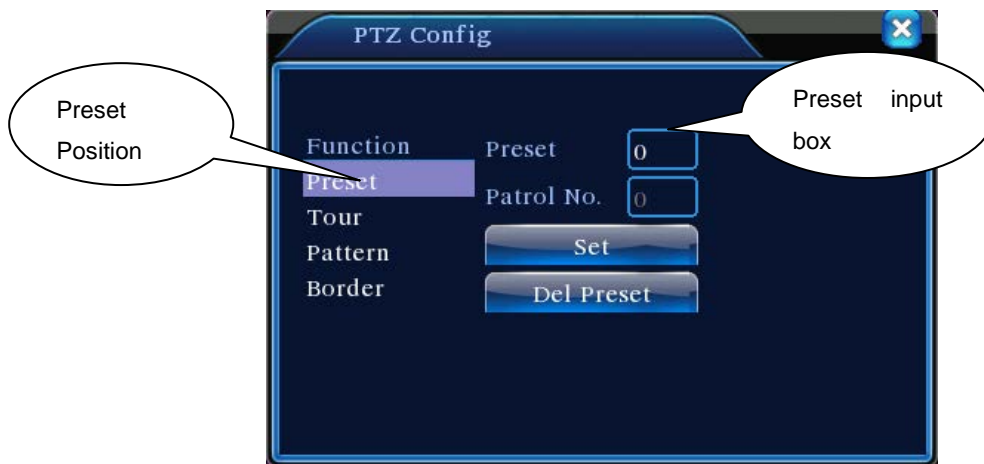 PTZ Config
Preset
Position
Preset input
box
Function
Preset 0
Preset
Patrol No. 0
Tour
Set
Pattern
Border
Del Preset